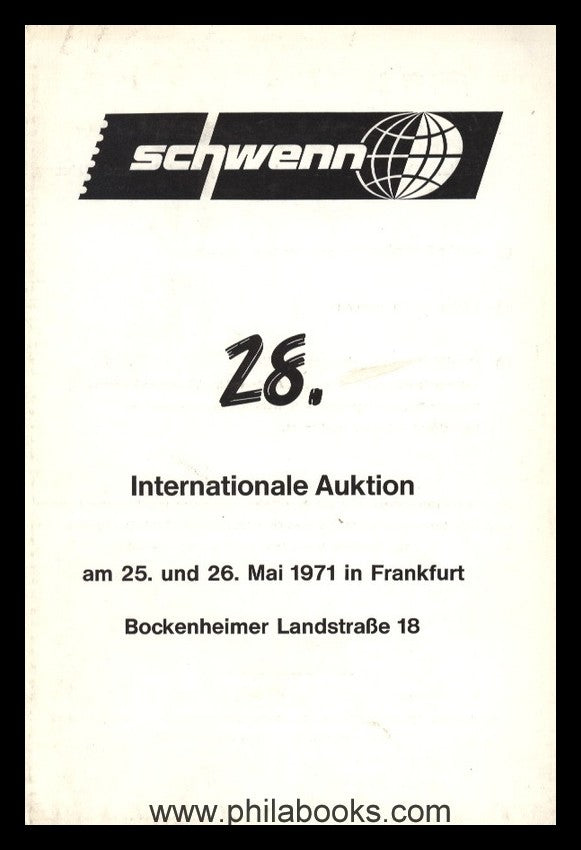 schwenn
28.
Internationale Auktion
am 25. und 26. Mai 1971 in Frankfurt
Bockenheimer Landstraße 18
www.philabooks.com